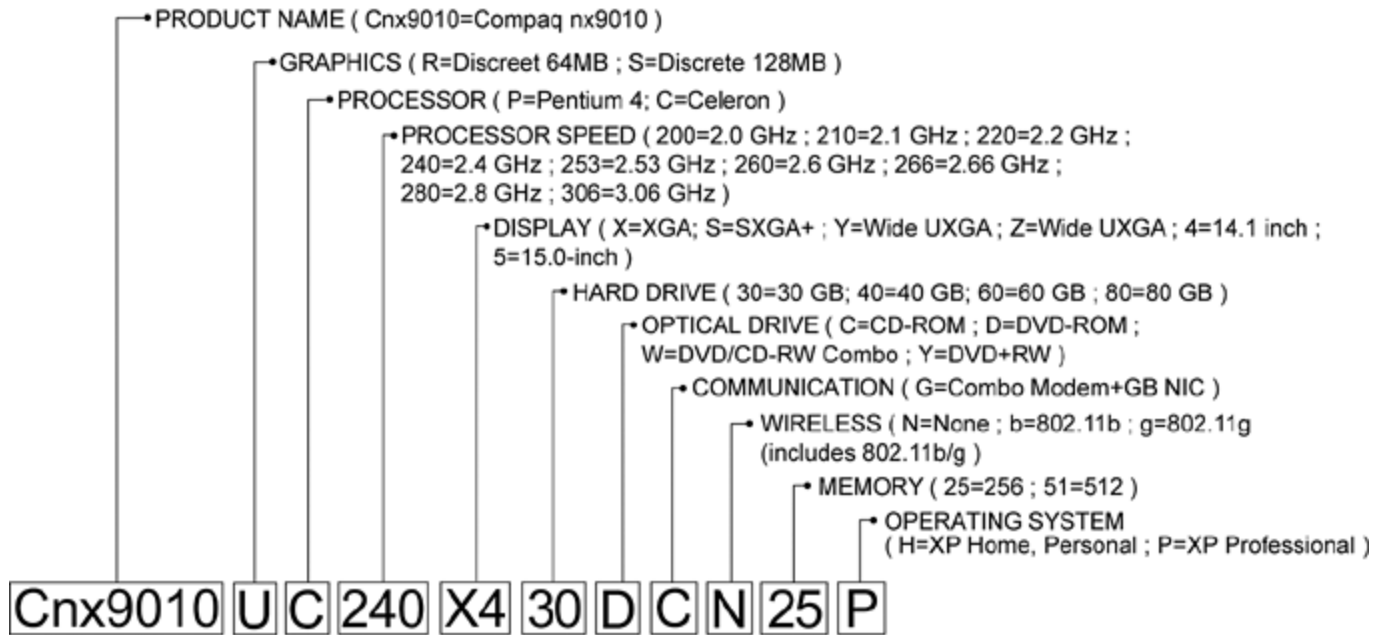 PRODUCT NAME ( Cnx9010=Compaq nx9010 )
GRAPHICS ( R=Discreet 64MB ; S=Discrete 128MB )
PROCESSOR ( P=Pentium 4; C=Celeron )
PROCESSOR SPEED ( 200=2.0 GHz ; 210=2.1 GHz ; 220=2.2 GHz ;
240=2.4 GHz ; 253=2.53 GHz ; 260=2.6 GHz ; 266=2.66 GHz ;
280=2.8 GHz ; 306=3.06 GHz )
DISPLAY ( X=XGA; S=SXGA+ ; Y=Wide UXGA ; Z=Wide UXGA ; 4=14.1 inch ;
5=15.0-inch )
HARD DRIVE ( 30=30 GB; 40=40 GB; 60=60 GB ; 80=80 GB )
OPTICAL DRIVE ( C=CD-ROM ; D=DVD-ROM ;
W=DVD/CD-RW Combo ; Y=DVD+RW )
COMMUNICATION ( G=Combo Modem+GB NIC )
WIRELESS ( N=None ; b=802.11b ; g=802.11g
(includes 802.11b/g )
MEMORY ( 25=256 ; 51=512 )
OPERATING SYSTEM
( H=XP Home, Personal ; P=XP Professional )
Cnx9010 U C 240 X4 30 D C N 25 P